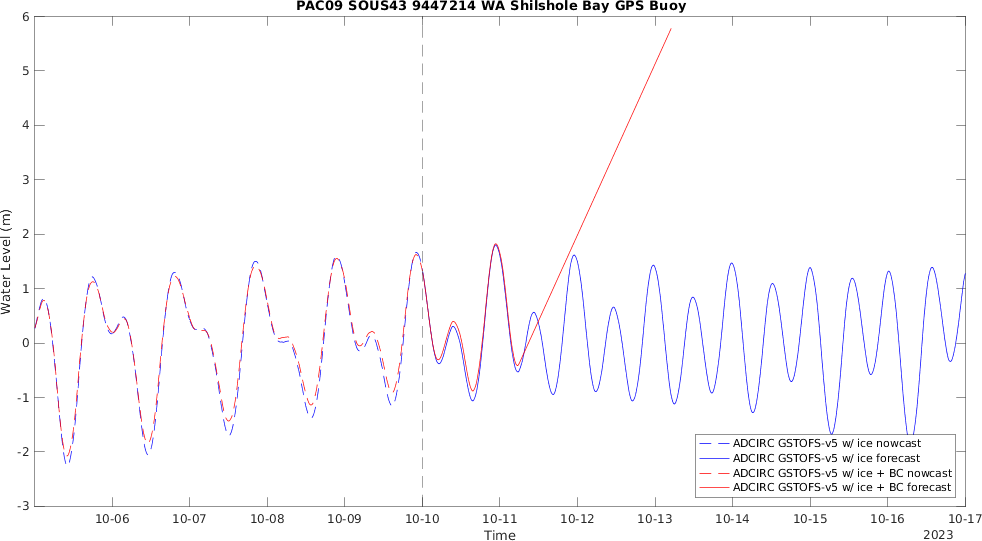 PAC09 SOUS43 9447214 WA Shilshole Bay GPS Buoy
6
5
4
3
2
1
0
-1
-2
-3
Water Level (m)
ADCIRC GSTOFS-v5 w/ ice nowcast
ADCIRC GSTOFS-v5 w/ ice forecast
ADCIRC GSTOFS-v5 w/ ice + BC nowcast
ADCIRC GSTOFS-v5 w/ ice + BC forecast
10-06 10-07 10-08 10-09 10-10 10-11 10-12 10-13 10-14 10-15 10-16 10-17
Time
2023